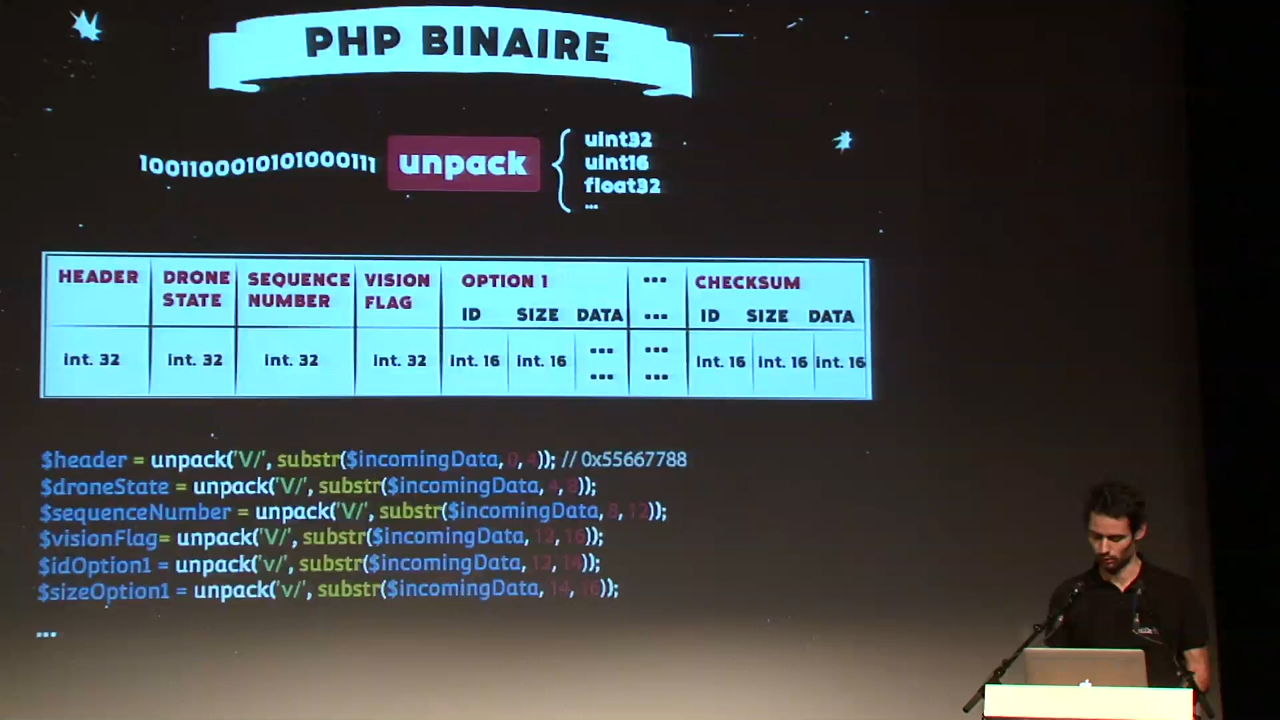 PHP BINAIRE
1001100010101000111 unpack
uint32
uint16
float32
...
HEADER DRONE STATE SEQUENCE NUMBER VISION FLAG OPTION 1 ... CHECKSUM
ID SIZE DATA ... ID SIZE DATA
int. 32 int. 32 int. 32 int. 32 int. 16 int. 16 ... ... int. 16 int. 16 int. 16
... ...
$header = unpack('V/', substr($incomingData, 0, 4)); // 0x55667788
$droneState = unpack('V/', substr($incomingData, 4, 8));
$sequenceNumber = unpack('V/', substr($incomingData, 8, 12));
$visionFlag= unpack('V/', substr($incomingData, 12, 16));
$idOption1 = unpack('v/', substr($incomingData, 12, 14));
$sizeOption1 = unpack('v/', substr($incomingData, 14, 16));
...